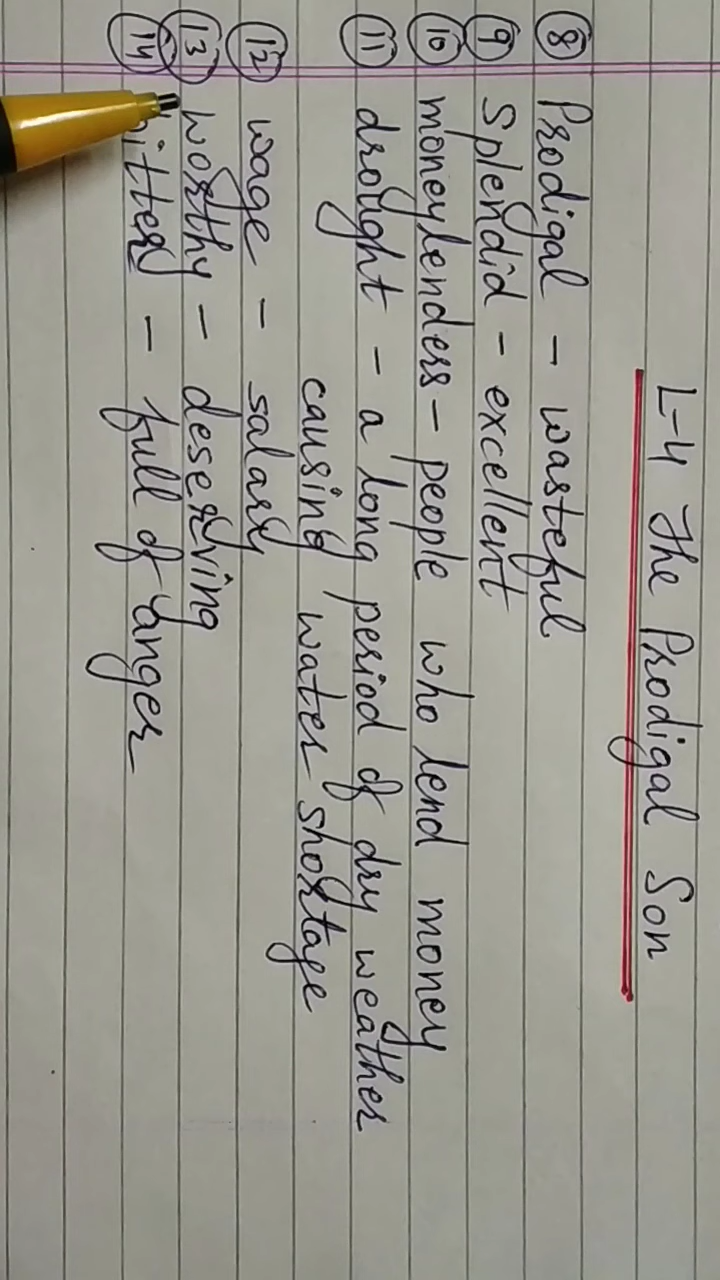 L-4 The Prodigal Son
⑧ Prodigal - wasteful
⑨ Splendid - excellent
⑩ moneylenders - people who lend money
⑪ drought - a long period of dry weather
causing water shortage
⑫ wage - salary
⑬ worthy - deserving
⑭ bitter - full of anger